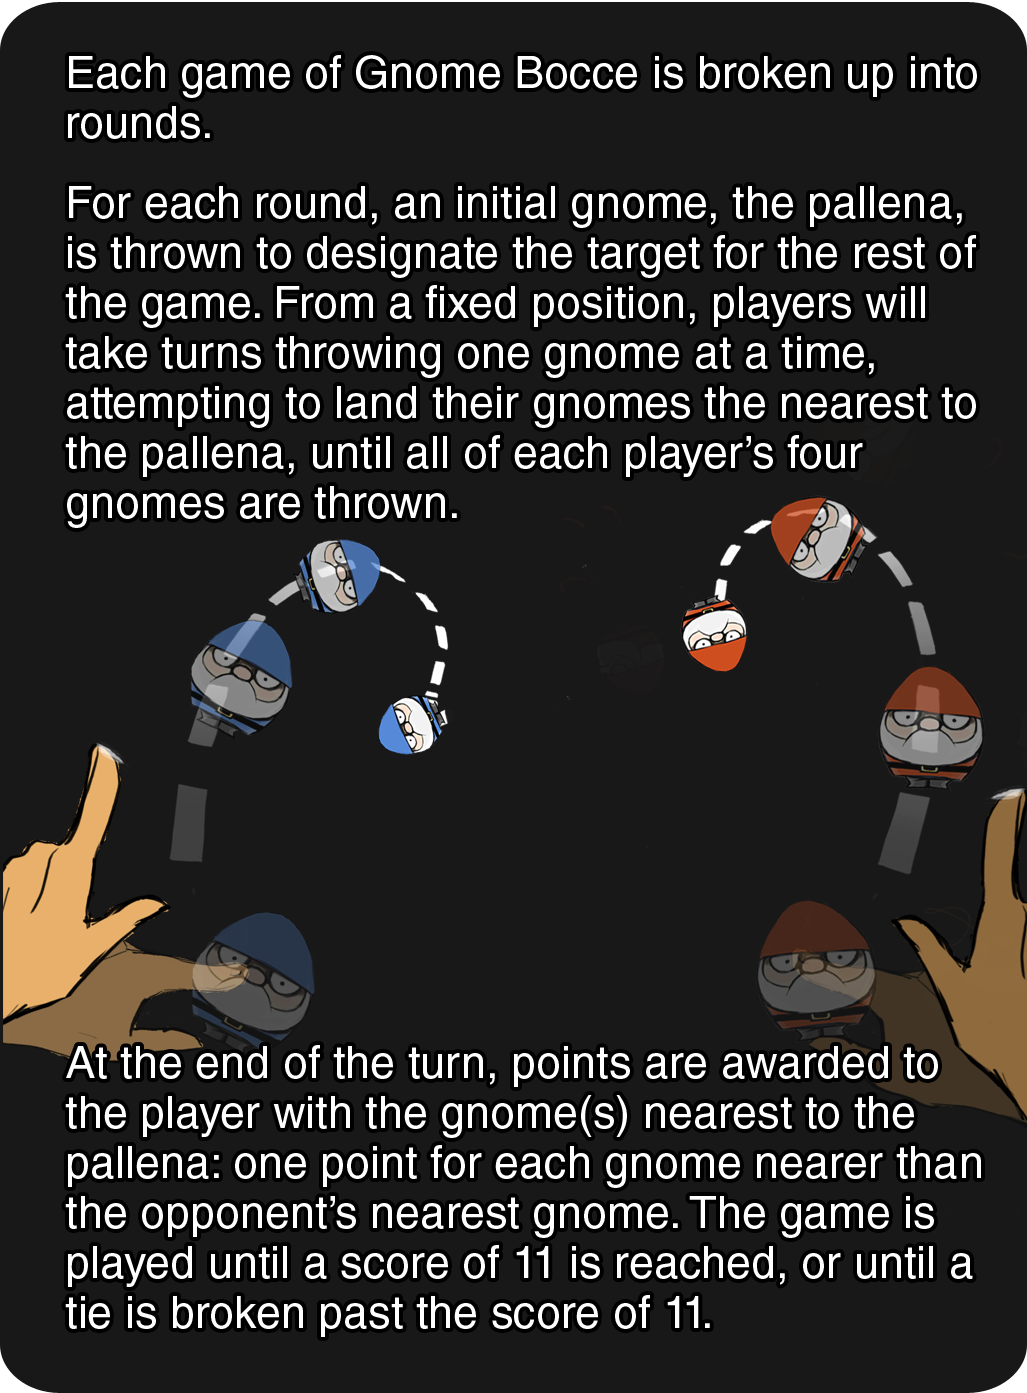 Each game of Gnome Bocce is broken up into
rounds.
For each round, an initial gnome, the pallena,
is thrown to designate the target for the rest of
the game. From a fixed position, players will
take turns throwing one gnome at a time,
attempting to land their gnomes the nearest to
the pallena, until all of each player’s four
gnomes are thrown.
At the end of the turn, points are awarded to
the player with the gnome(s) nearest to the
pallena: one point for each gnome nearer than
the opponent’s nearest gnome. The game is
played until a score of 11 is reached, or until a
tie is broken past the score of 11.